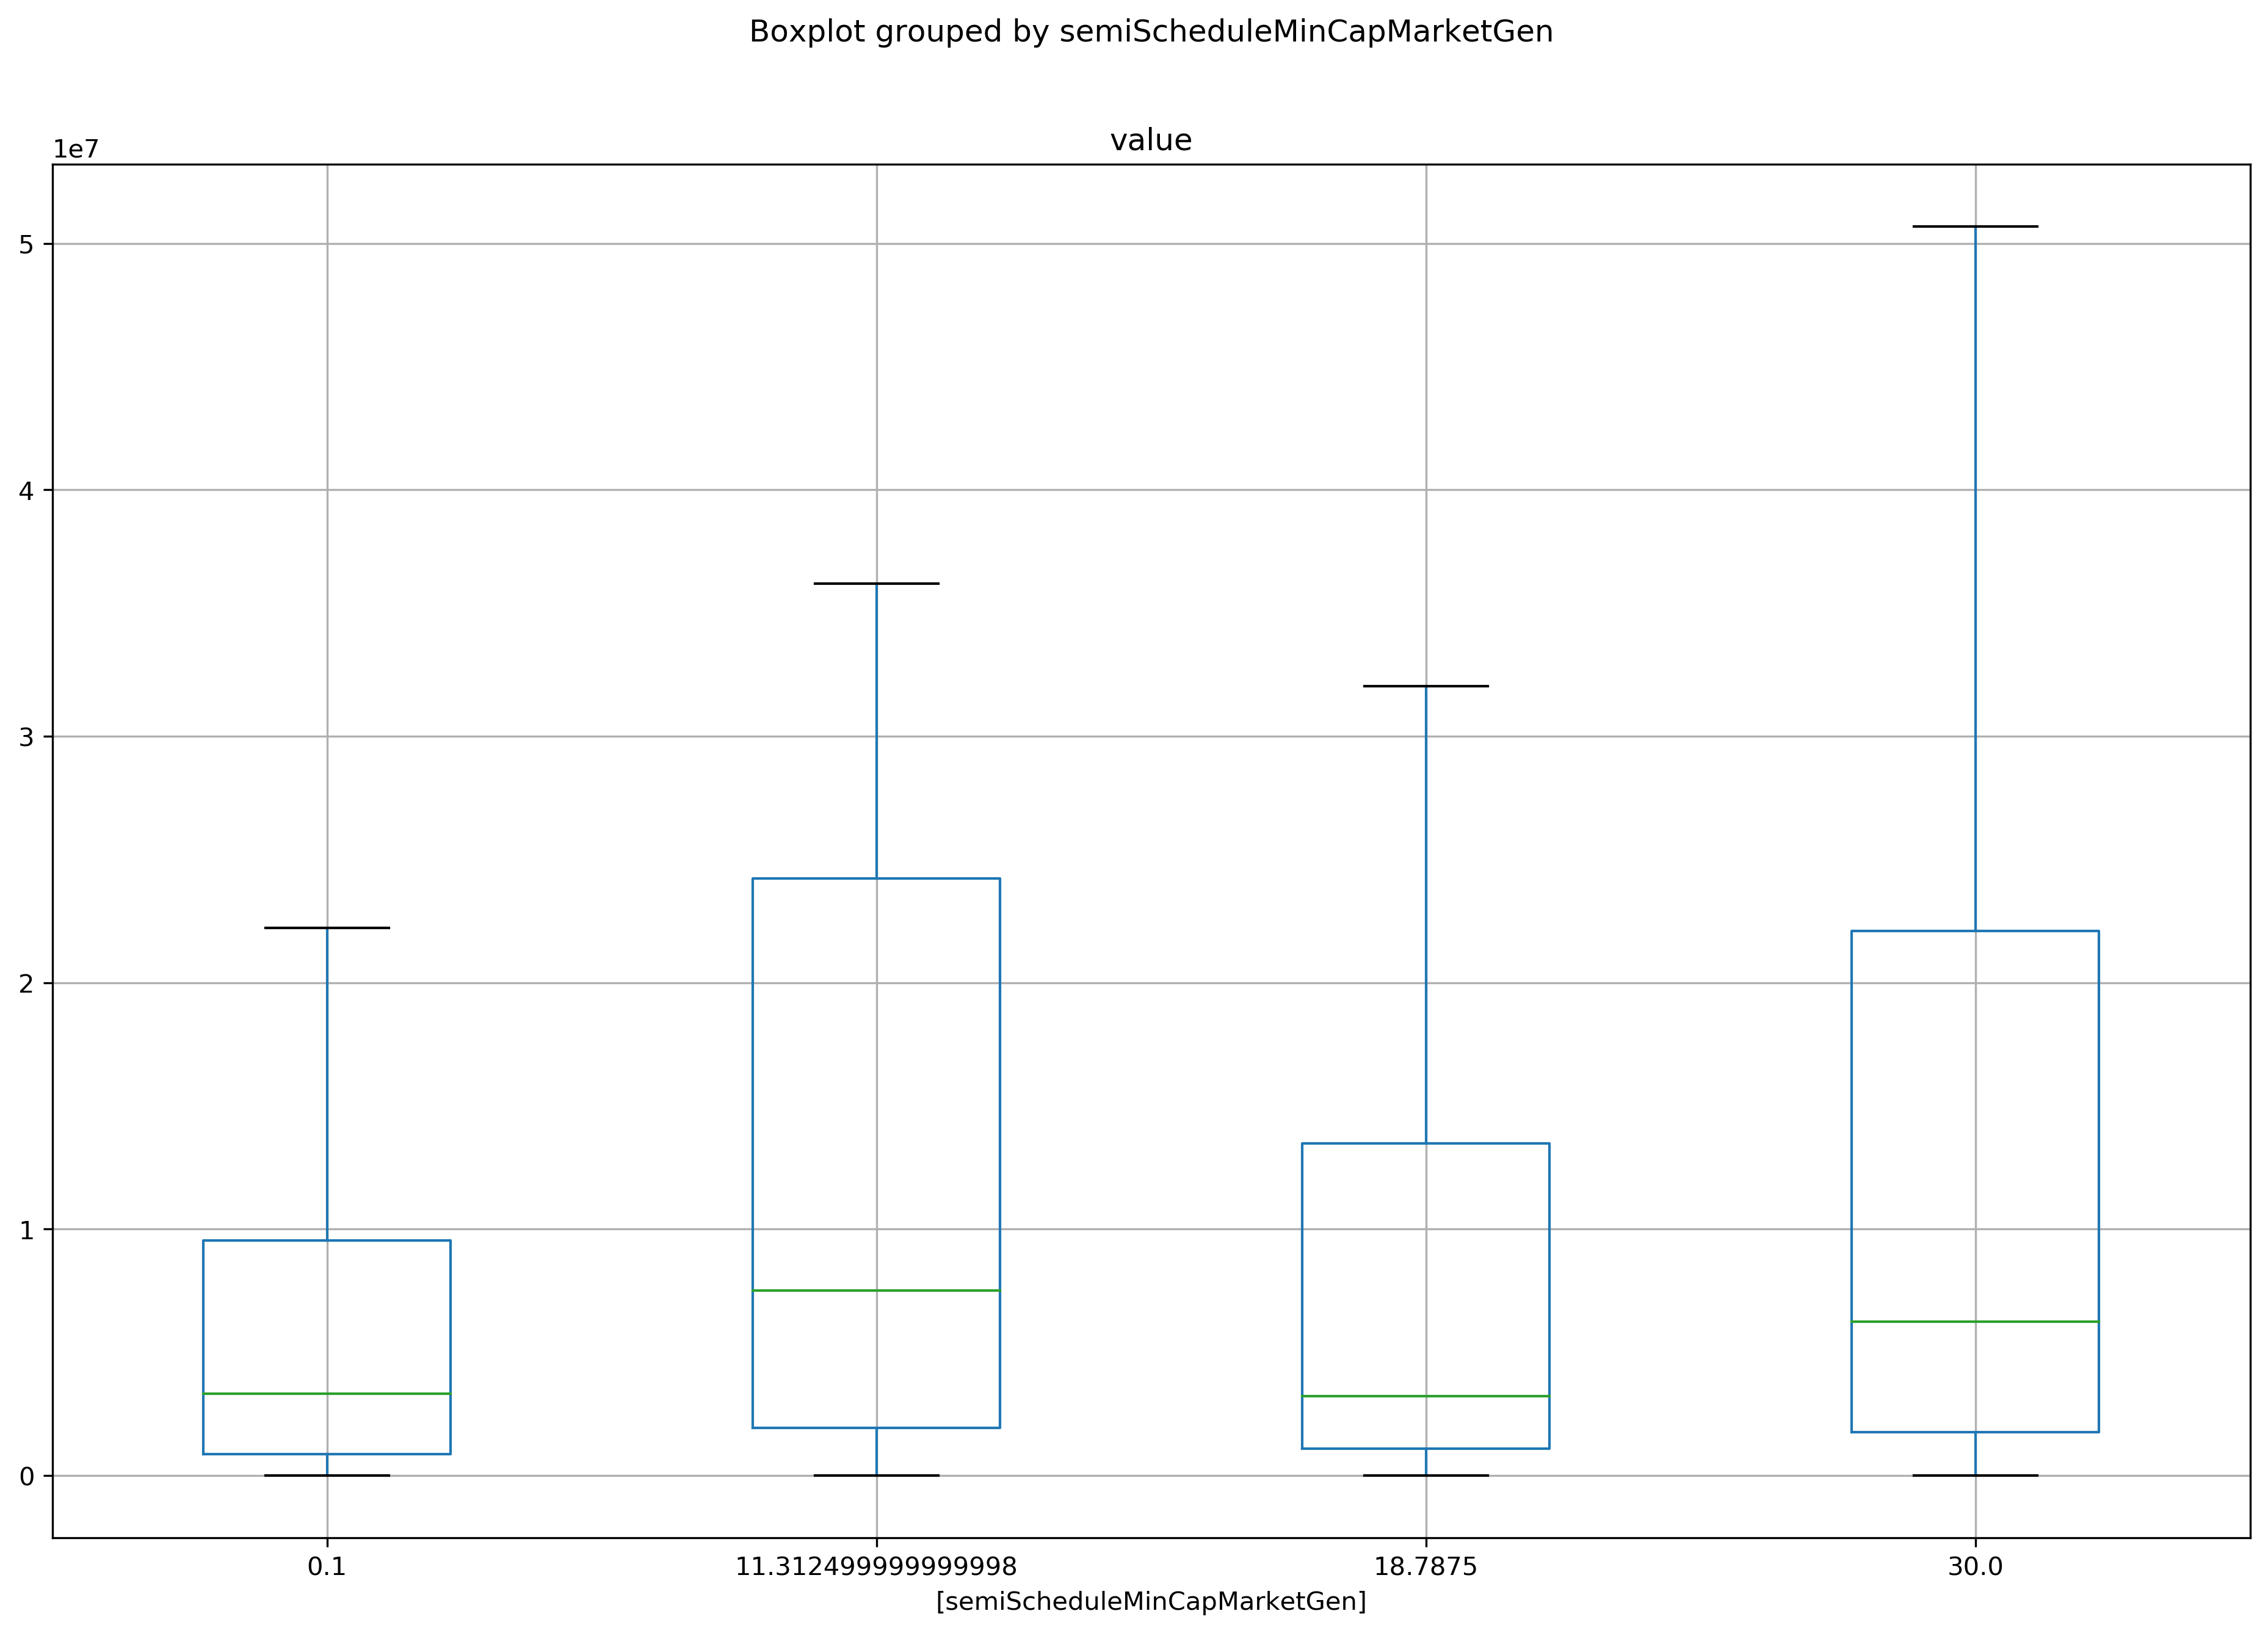 Boxplot grouped by semiScheduleMinCapMarketGen
value
1e7
5
4
3
2
1
0
0.1 11.312499999999998 18.7875 30.0
[semiScheduleMinCapMarketGen]